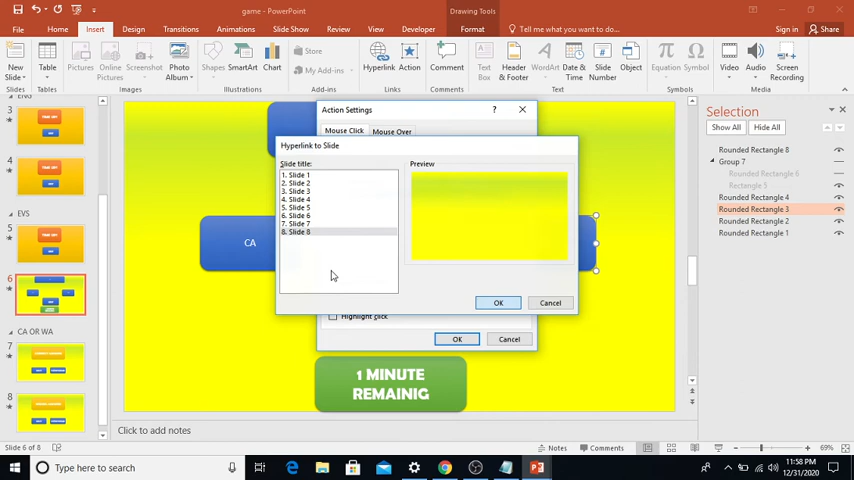 game - PowerPoint
Drawing Tools
File
Home
Insert
Design
Transitions
Animations
Slide Show
Review
View
Developer
Format
Tell me what you want to do...
Sign in
Share
New
Slide
Table
Pictures
Online
Pictures
Screenshot
Photo
Album
Shapes
SmartArt
Chart
Store
My Add-ins
Hyperlink
Action
Comment
Text
Box
Header
& Footer
WordArt
Date &
Time
Slide
Number
Object
Equation
Symbol
Video
Audio
Screen
Recording
Slides
Tables
Images
Illustrations
Add-ins
Links
Comments
Text
Symbols
Media
3
4
EVS
5
6
CA OR WA
7
8
Action Settings
?
Mouse Click
Mouse Over
Hyperlink to Slide
Slide title:
Preview
1. Slide 1
2. Slide 2
3. Slide 3
4. Slide 4
5. Slide 5
6. Slide 6
7. Slide 7
8. Slide 8
OK
Cancel
Highlight click
OK
Cancel
CA
1 MINUTE
REMAINIG
Selection
Show All
Hide All
Rounded Rectangle 8
Group 7
Rounded Rectangle 6
Rectangle 5
Rounded Rectangle 4
Rounded Rectangle 3
Rounded Rectangle 2
Rounded Rectangle 1
Click to add notes
Slide 6 of 8
Notes
Comments
69%
Type here to search
11:58 PM
12/31/2020